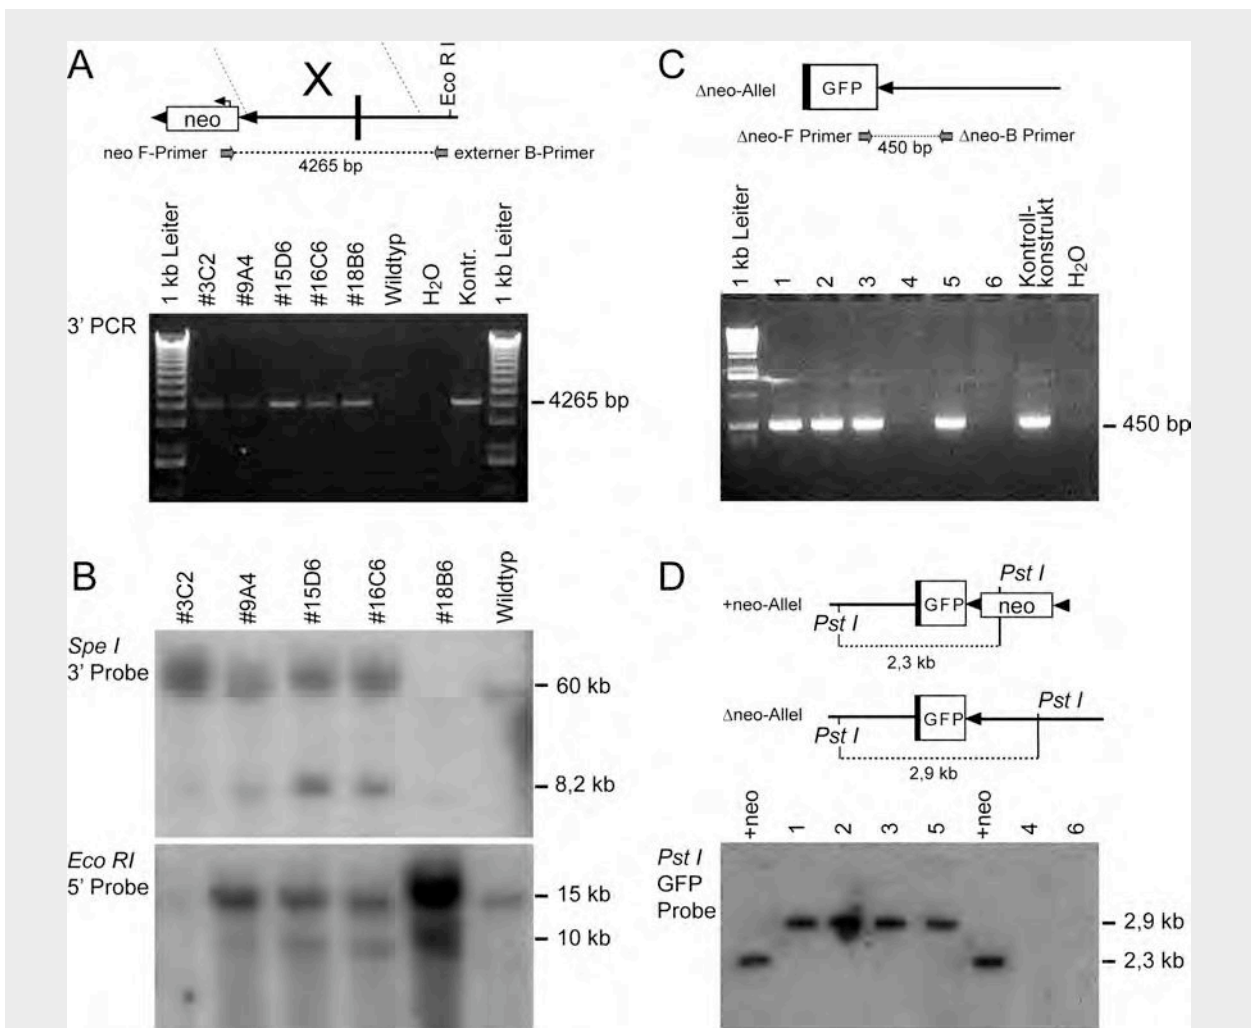 A
X
Eco R I
neo
neo F-Primer
externer B-Primer
4265 bp
1 kb Leiter
#3C2
#9A4
#15D6
#16C6
#18B6
Wildtyp
H2O
Kontr.
1 kb Leiter
3' PCR
4265 bp
C
Δneo-Allel
GFP
Δneo-F Primer
Δneo-B Primer
450 bp
1 kb Leiter
1
2
3
4
5
6
Kontroll-
konstrukt
H2O
450 bp
B
#3C2
#9A4
#15D6
#16C6
#18B6
Wildtyp
Spe I
3' Probe
60 kb
8,2 kb
Eco RI
5' Probe
15 kb
10 kb
D
Pst I
+neo-Allel
GFP
neo
Pst I
2,3 kb
Δneo-Allel
GFP
Pst I
Pst I
2,9 kb
+neo
1
2
3
5
+neo
4
6
Pst I
GFP
Probe
2,9 kb
2,3 kb